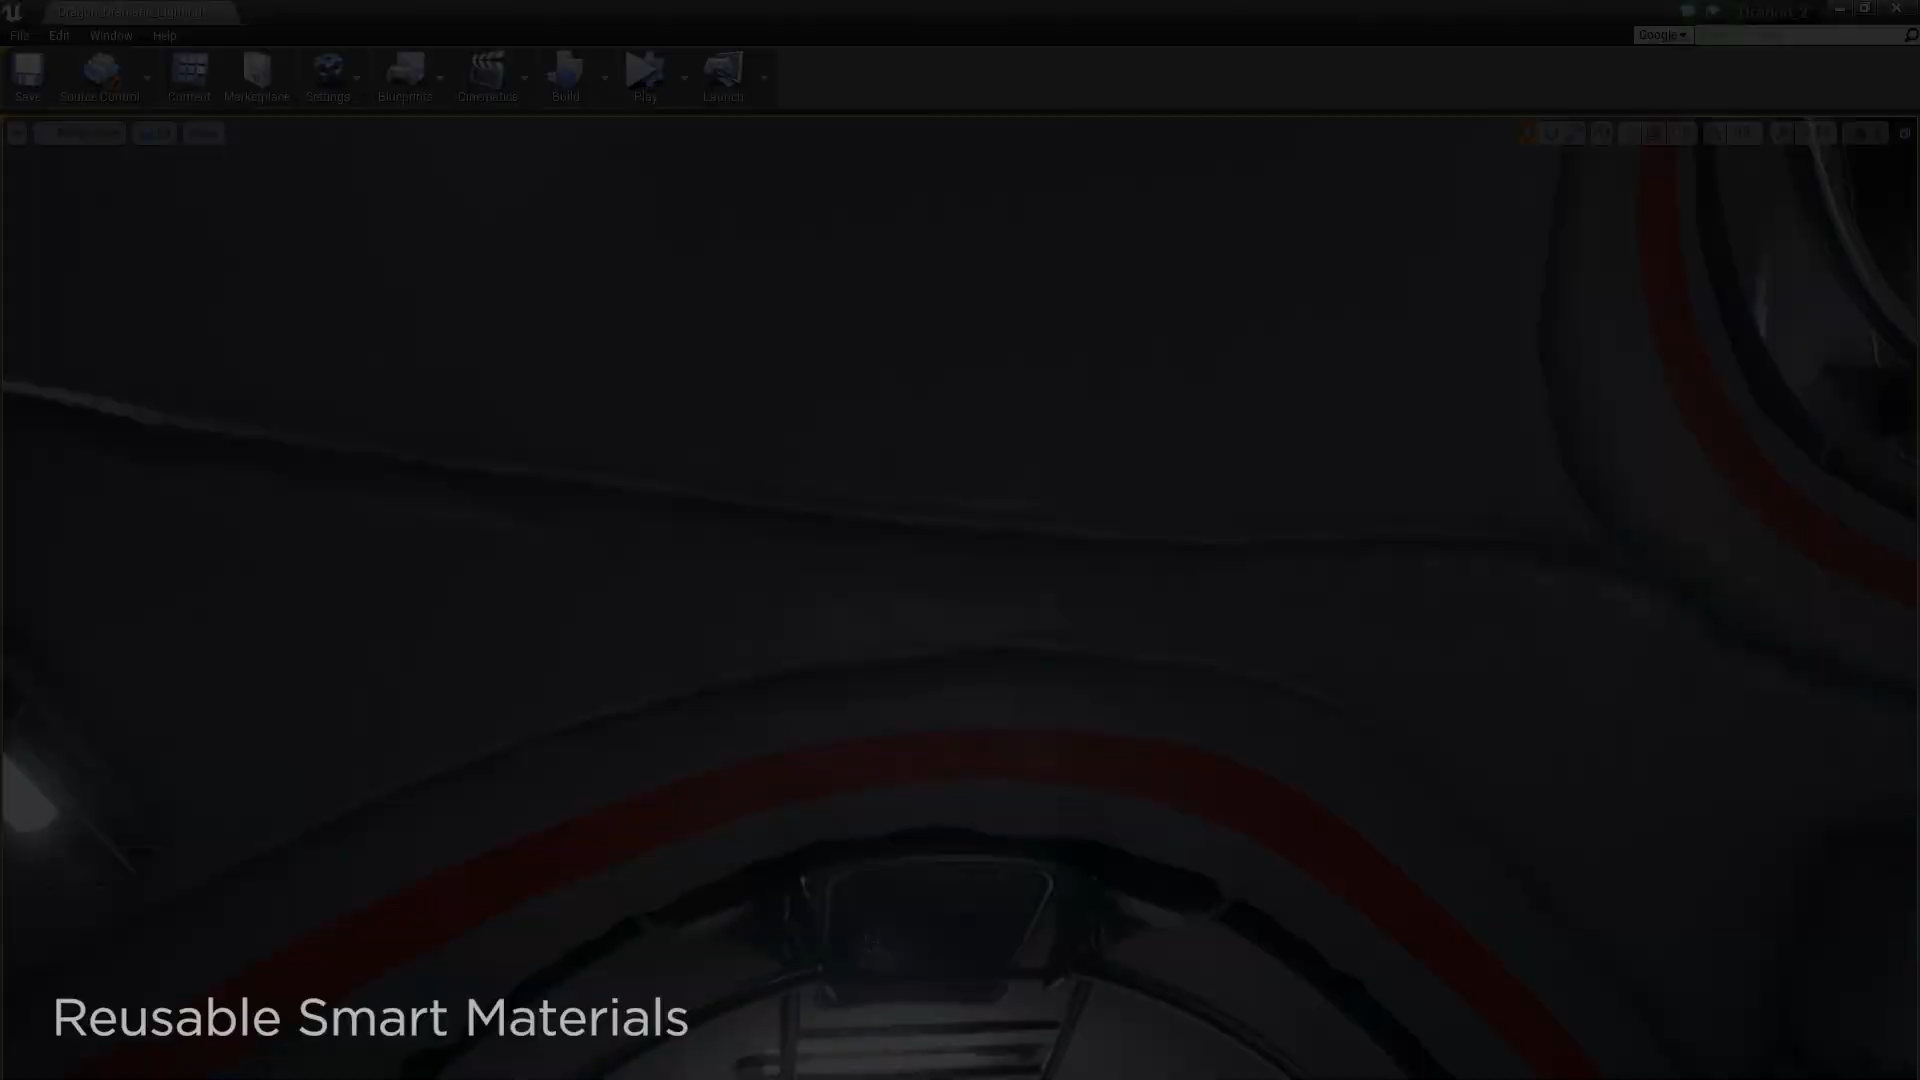 File Edit Window Help
Google
Save Source Control Content Marketplace Settings Blueprints Cinematics Build Play Launch
Reusable Smart Materials